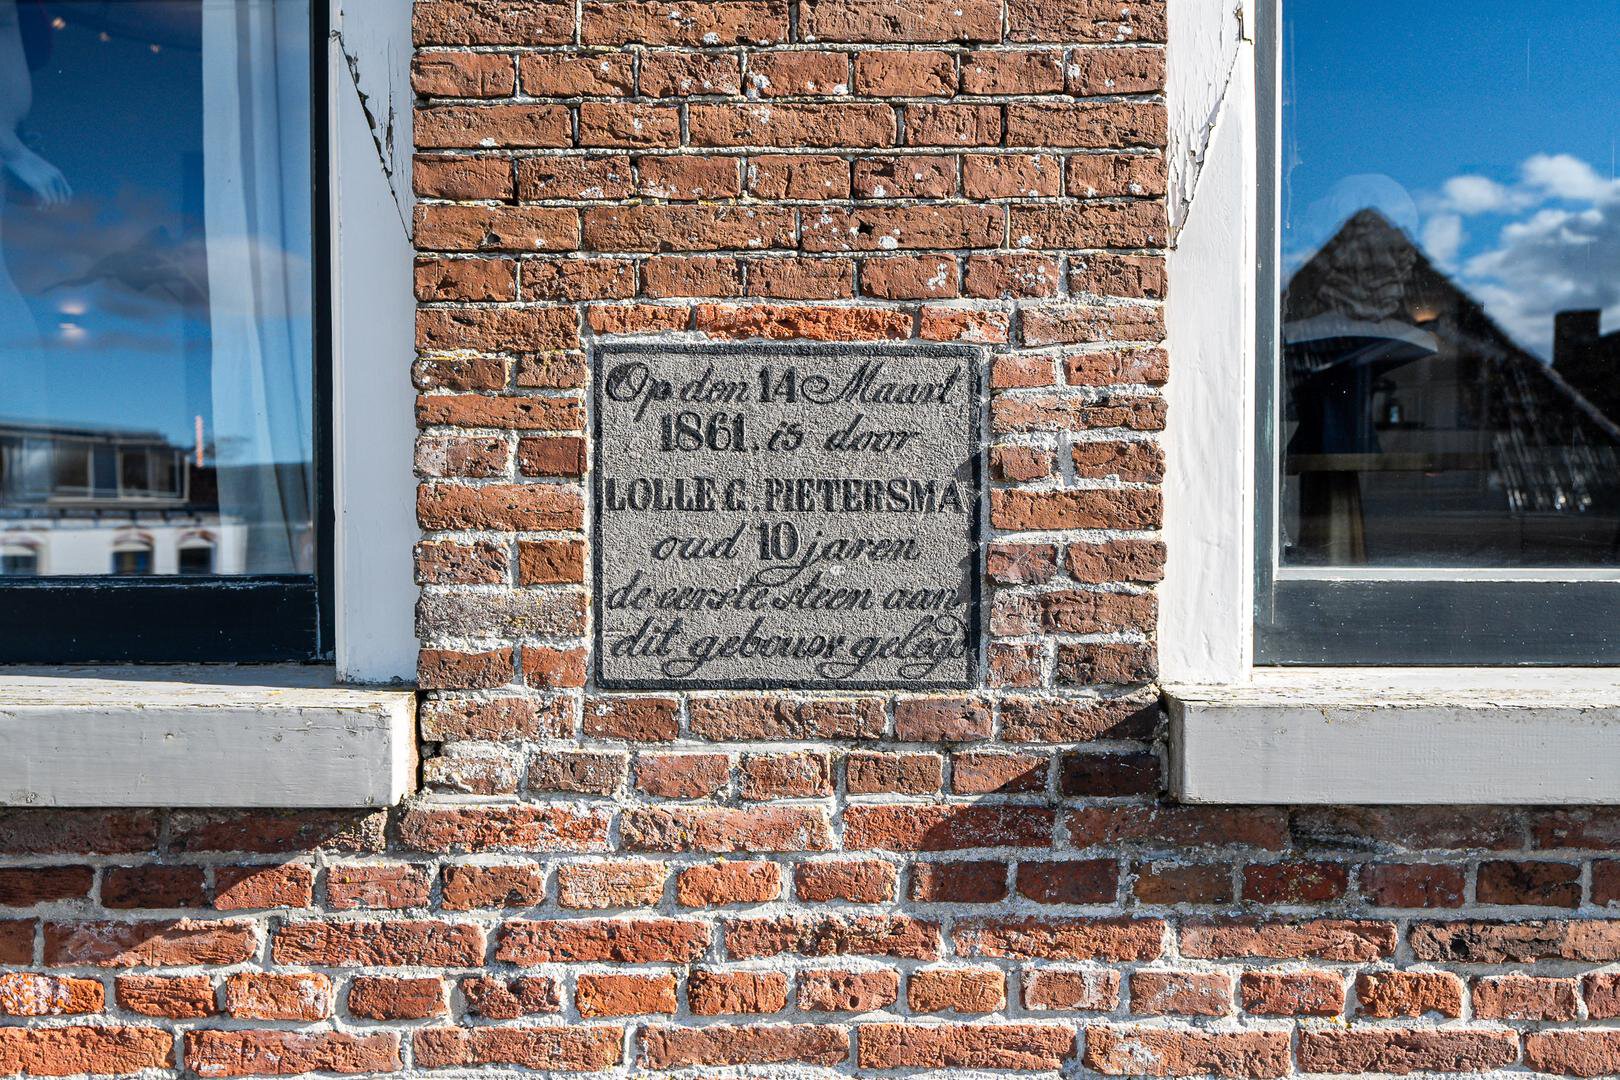 Op den 14 Maart
1861, is door
LOLLE G. PIETERSMA
oud 10 jaren
de eerste steen aan
dit gebouw gelegd